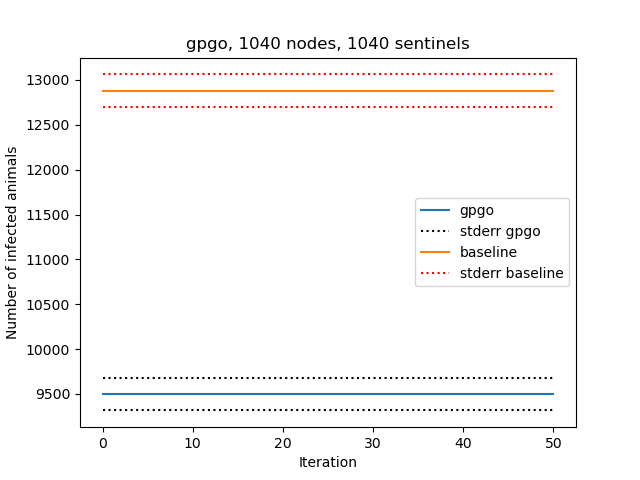 gpgo, 1040 nodes, 1040 sentinels
Number of infected animals
13000
12500
12000
11500
11000
10500
10000
9500
gpgo
stderr gpgo
baseline
stderr baseline
0 10 20 30 40 50
Iteration